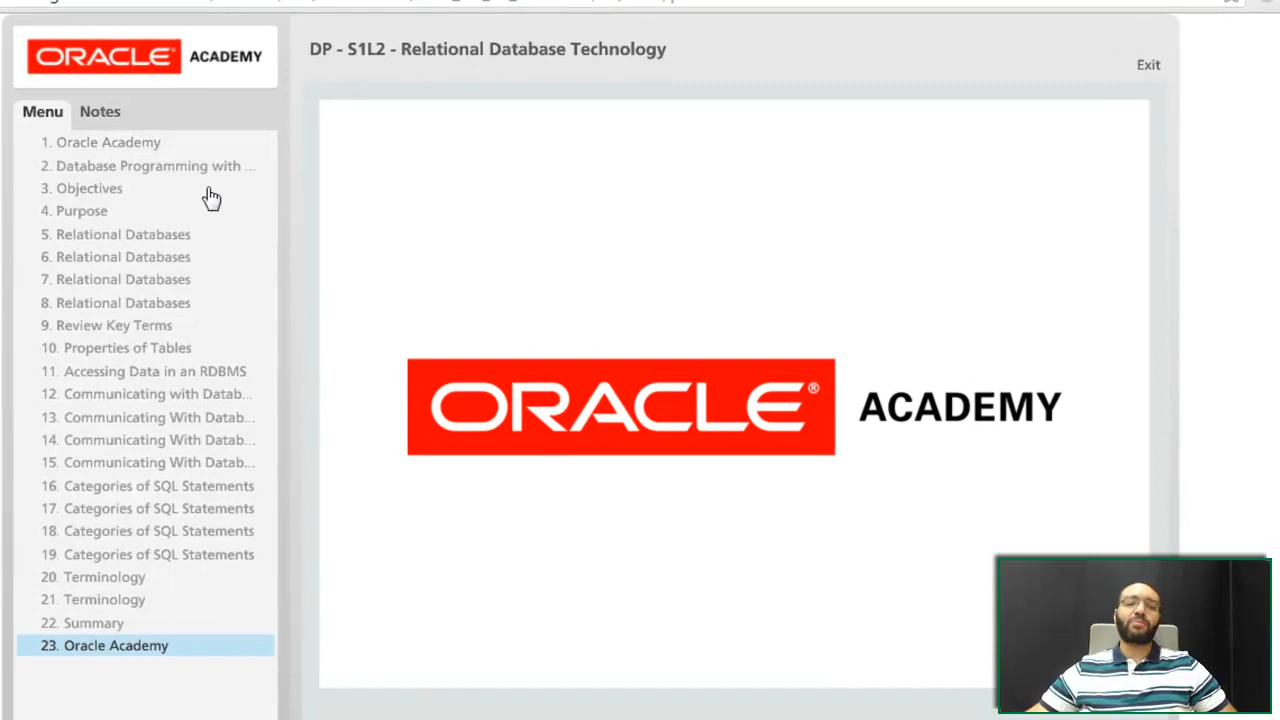 ORACLE® ACADEMY
DP - S1L2 - Relational Database Technology
Exit
Menu Notes
1. Oracle Academy
2. Database Programming with ...
3. Objectives
4. Purpose
5. Relational Databases
6. Relational Databases
7. Relational Databases
8. Relational Databases
9. Review Key Terms
10. Properties of Tables
11. Accessing Data in an RDBMS
12. Communicating with Datab...
13. Communicating With Datab...
14. Communicating With Datab...
15. Communicating With Datab...
16. Categories of SQL Statements
17. Categories of SQL Statements
18. Categories of SQL Statements
19. Categories of SQL Statements
20. Terminology
21. Terminology
22. Summary
23. Oracle Academy
ORACLE® ACADEMY